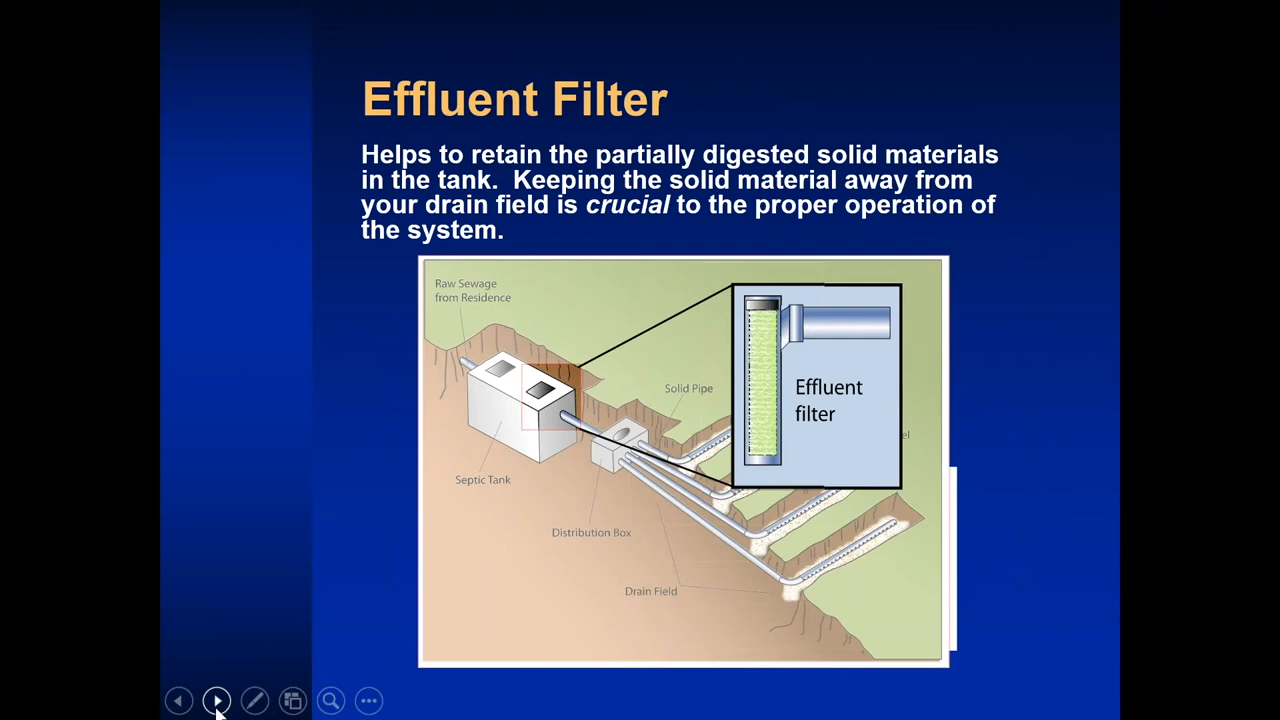 Effluent Filter
Helps to retain the partially digested solid materials
in the tank.  Keeping the solid material away from
your drain field is crucial to the proper operation of
the system.
Raw Sewage
from Residence
Solid Pipe
Effluent
filter
Septic Tank
Distribution Box
Drain Field